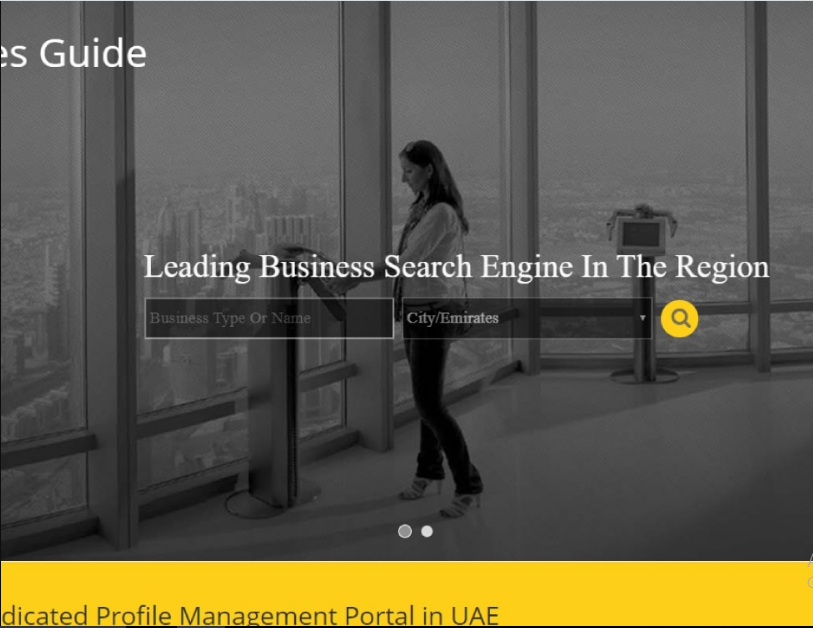 es Guide
Leading Business Search Engine In The Region
Business Type Or Name
City/Emirates
dicated Profile Management Portal in UAE